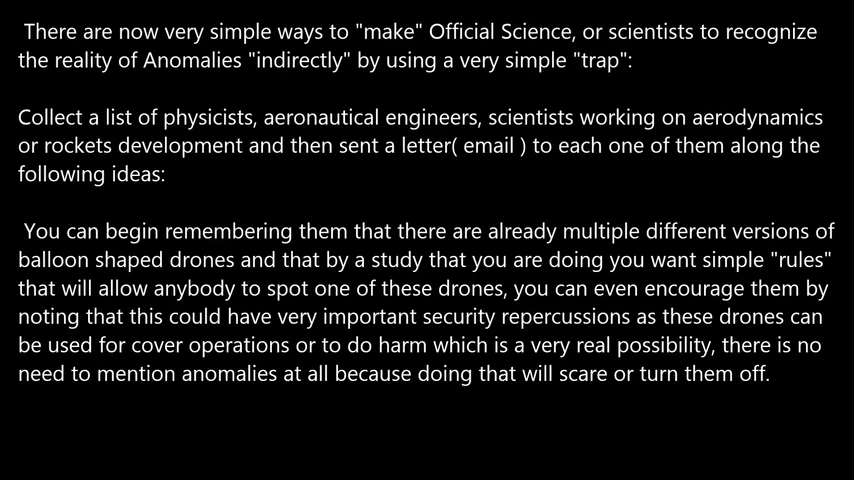 There are now very simple ways to "make" Official Science, or scientists to recognize
the reality of Anomalies "indirectly" by using a very simple "trap":
Collect a list of physicists, aeronautical engineers, scientists working on aerodynamics
or rockets development and then sent a letter( email ) to each one of them along the
following ideas:
You can begin remembering them that there are already multiple different versions of
balloon shaped drones and that by a study that you are doing you want simple "rules"
that will allow anybody to spot one of these drones, you can even encourage them by
noting that this could have very important security repercussions as these drones can
be used for cover operations or to do harm which is a very real possibility, there is no
need to mention anomalies at all because doing that will scare or turn them off.